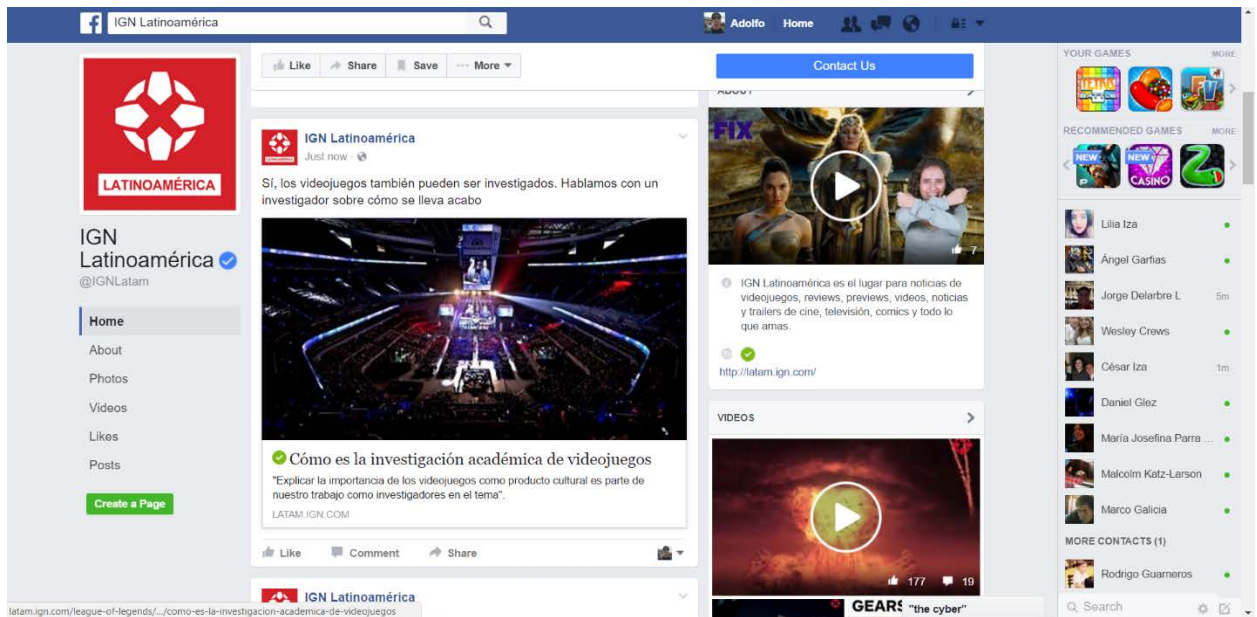 IGN Latinoamérica
Adolfo
Home
LATINOAMÉRICA
IGN
Latinoamérica
@IGNLatam
Home
About
Photos
Videos
Likes
Posts
Create a Page
Like
Share
Save
More
Contact Us
IGN Latinoamérica
Just now
Sí, los videojuegos también pueden ser investigados. Hablamos con un
investigador sobre cómo se lleva acabo
Cómo es la investigación académica de videojuegos
"Explicar la importancia de los videojuegos como producto cultural es parte de
nuestro trabajo como investigadores en el tema".
LATAM.IGN.COM
Like
Comment
Share
IGN Latinoamérica
ABOUT
FIX
7
IGN Latinoamérica es el lugar para noticias de
videojuegos, reviews, previews, videos, noticias
y trailers de cine, televisión, comics y todo lo
que amas.
http://latam.ign.com/
VIDEOS
177
19
GEARS
"the cyber"
YOUR GAMES
MORE
RECOMMENDED GAMES
MORE
NEW
NEW
CASINO
Lilia Iza
Ángel Garfias
Jorge Delarbre L
5m
Wesley Crews
César Iza
1m
Daniel Glez
María Josefina Parra ...
Malcolm Katz-Larson
Marco Galicia
MORE CONTACTS (1)
Rodrigo Guarneros
Search
latam.ign.com/league-of-legends/.../como-es-la-investigacion-academica-de-videojuegos